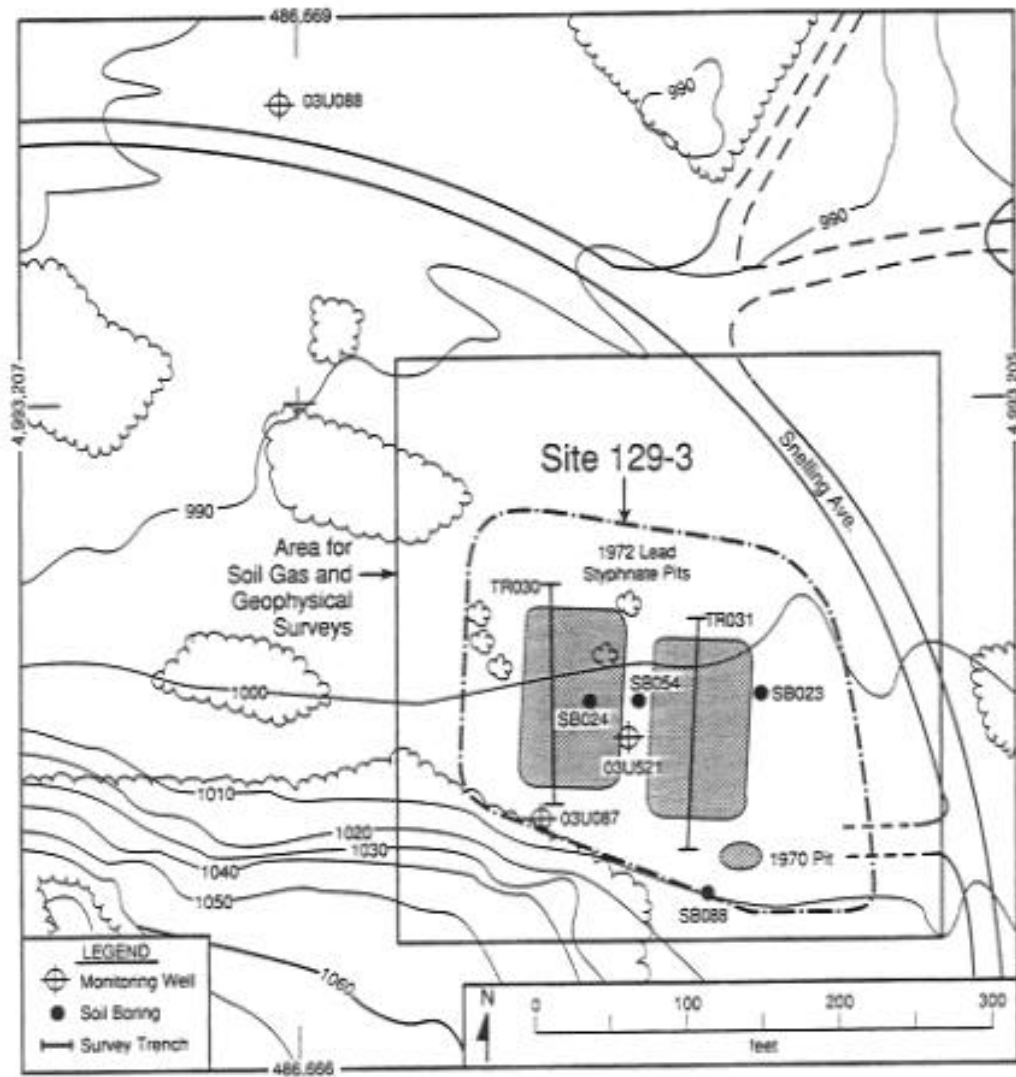 486,669
03U088
990
990
4,993,207
4,993,205
Snelling Ave.
Site 129-3
990
Area for
Soil Gas and
Geophysical
Surveys
1972 Lead
Styphnate Pits
TR030
TR031
1000
SB054
SB023
SB024
03U521
1010
03U087
1020
1030
1040
1050
1970 Pit
SB088
1060
LEGEND
Monitoring Well
Soil Boring
Survey Trench
N
0 100 200 300
feet
486,666